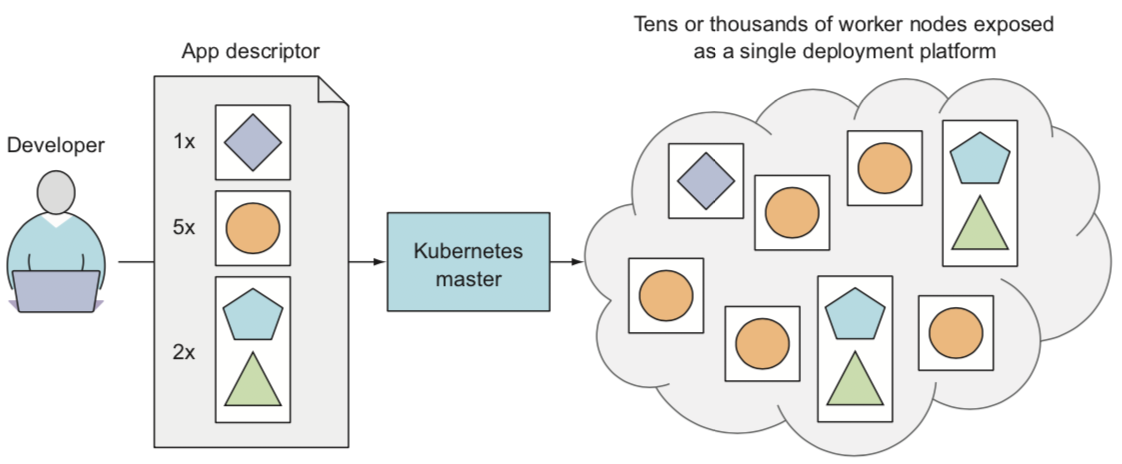 Tens or thousands of worker nodes exposed
as a single deployment platform
App descriptor
Developer
1x
5x
2x
Kubernetes
master